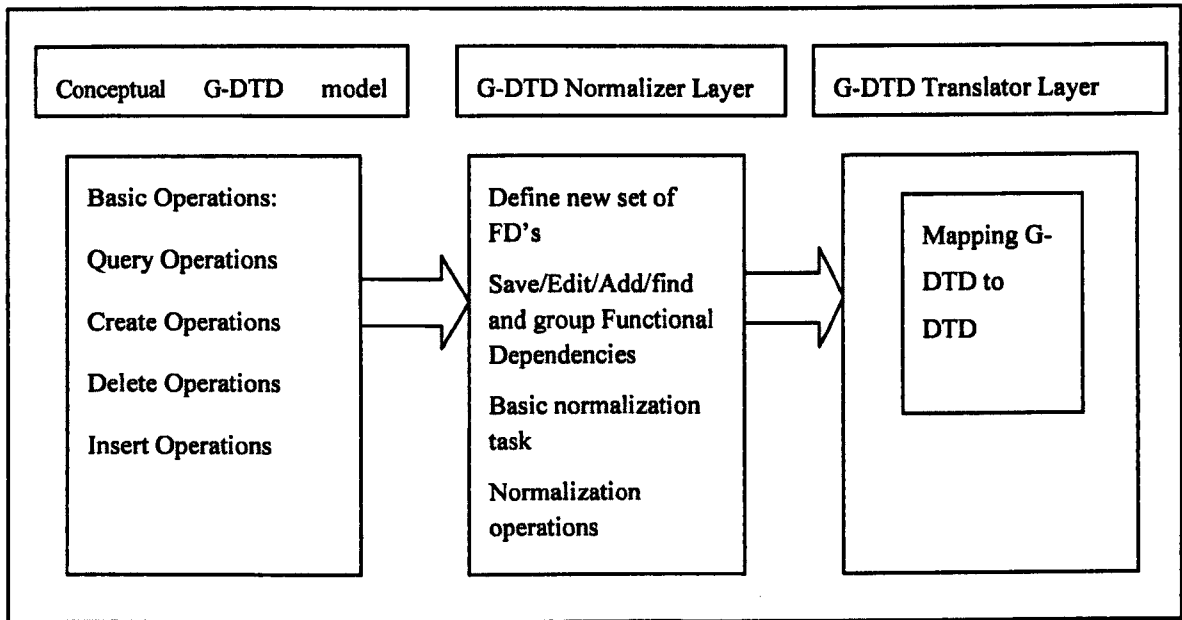 Conceptual G-DTD model
G-DTD Normalizer Layer
G-DTD Translator Layer
Basic Operations:
Query Operations
Create Operations
Delete Operations
Insert Operations
Define new set of
FD's
Save/Edit/Add/find
and group Functional
Dependencies
Basic normalization
task
Normalization
operations
Mapping G-
DTD to
DTD